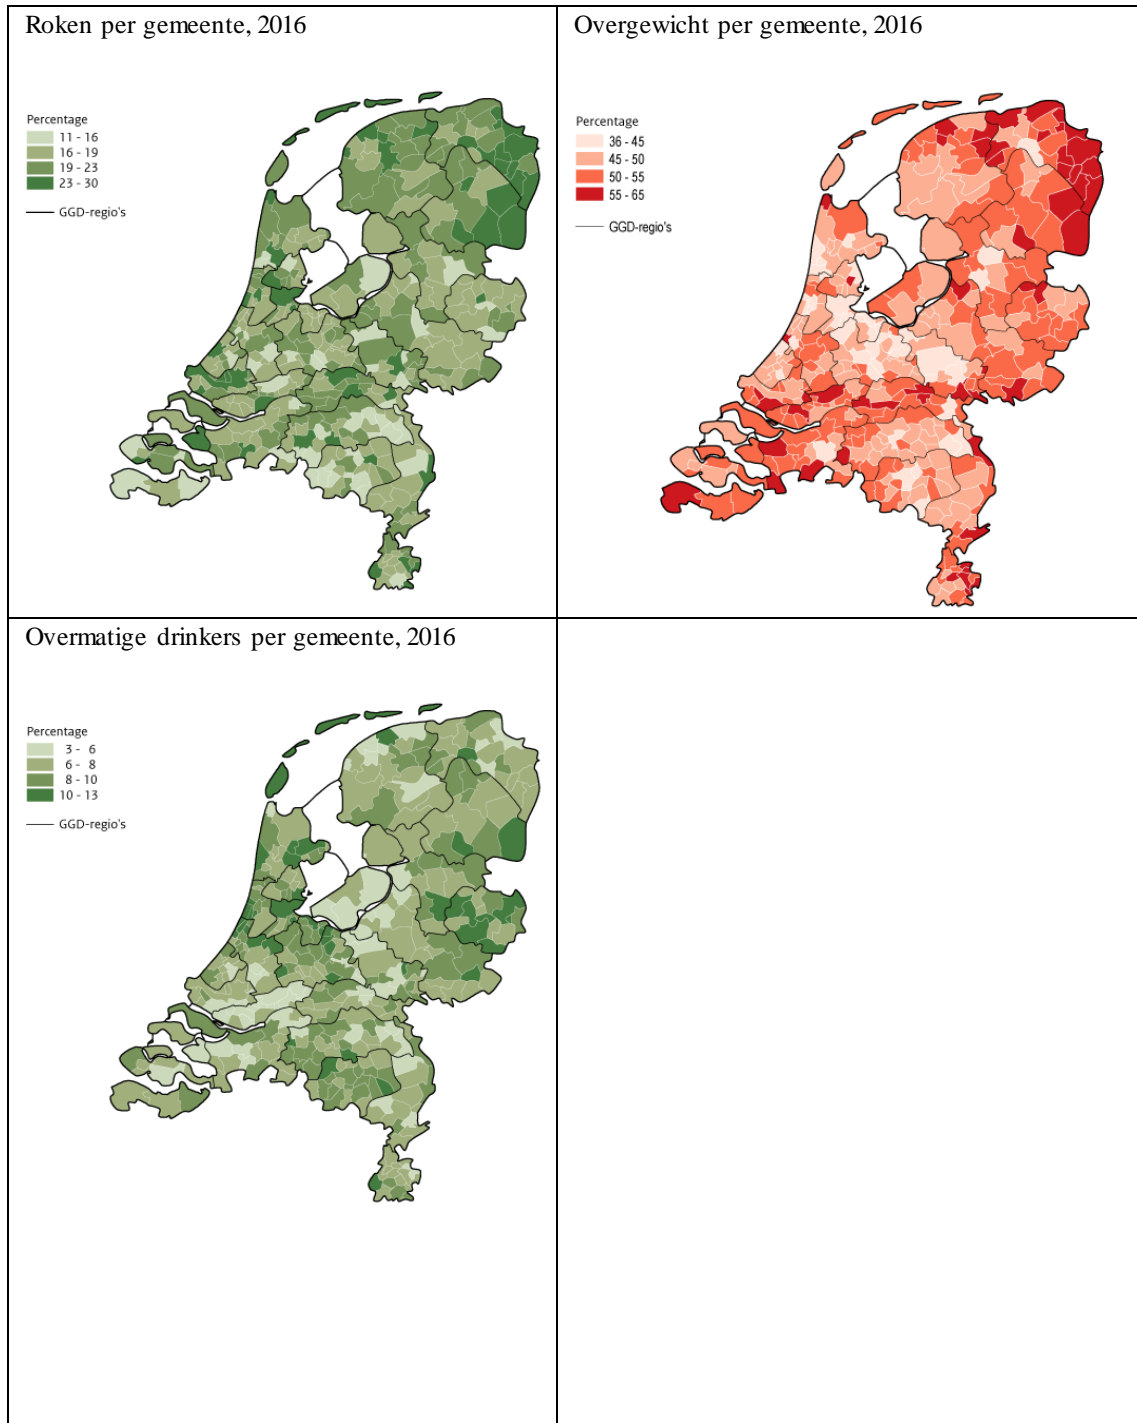 Roken per gemeente, 2016
Percentage
11 - 16
16 - 19
19 - 23
23 - 30
GGD-regio's
Overgewicht per gemeente, 2016
Percentage
36 - 45
45 - 50
50 - 55
55 - 65
GGD-regio's
Overmatige drinkers per gemeente, 2016
Percentage
3 - 6
6 - 8
8 - 10
10 - 13
GGD-regio's